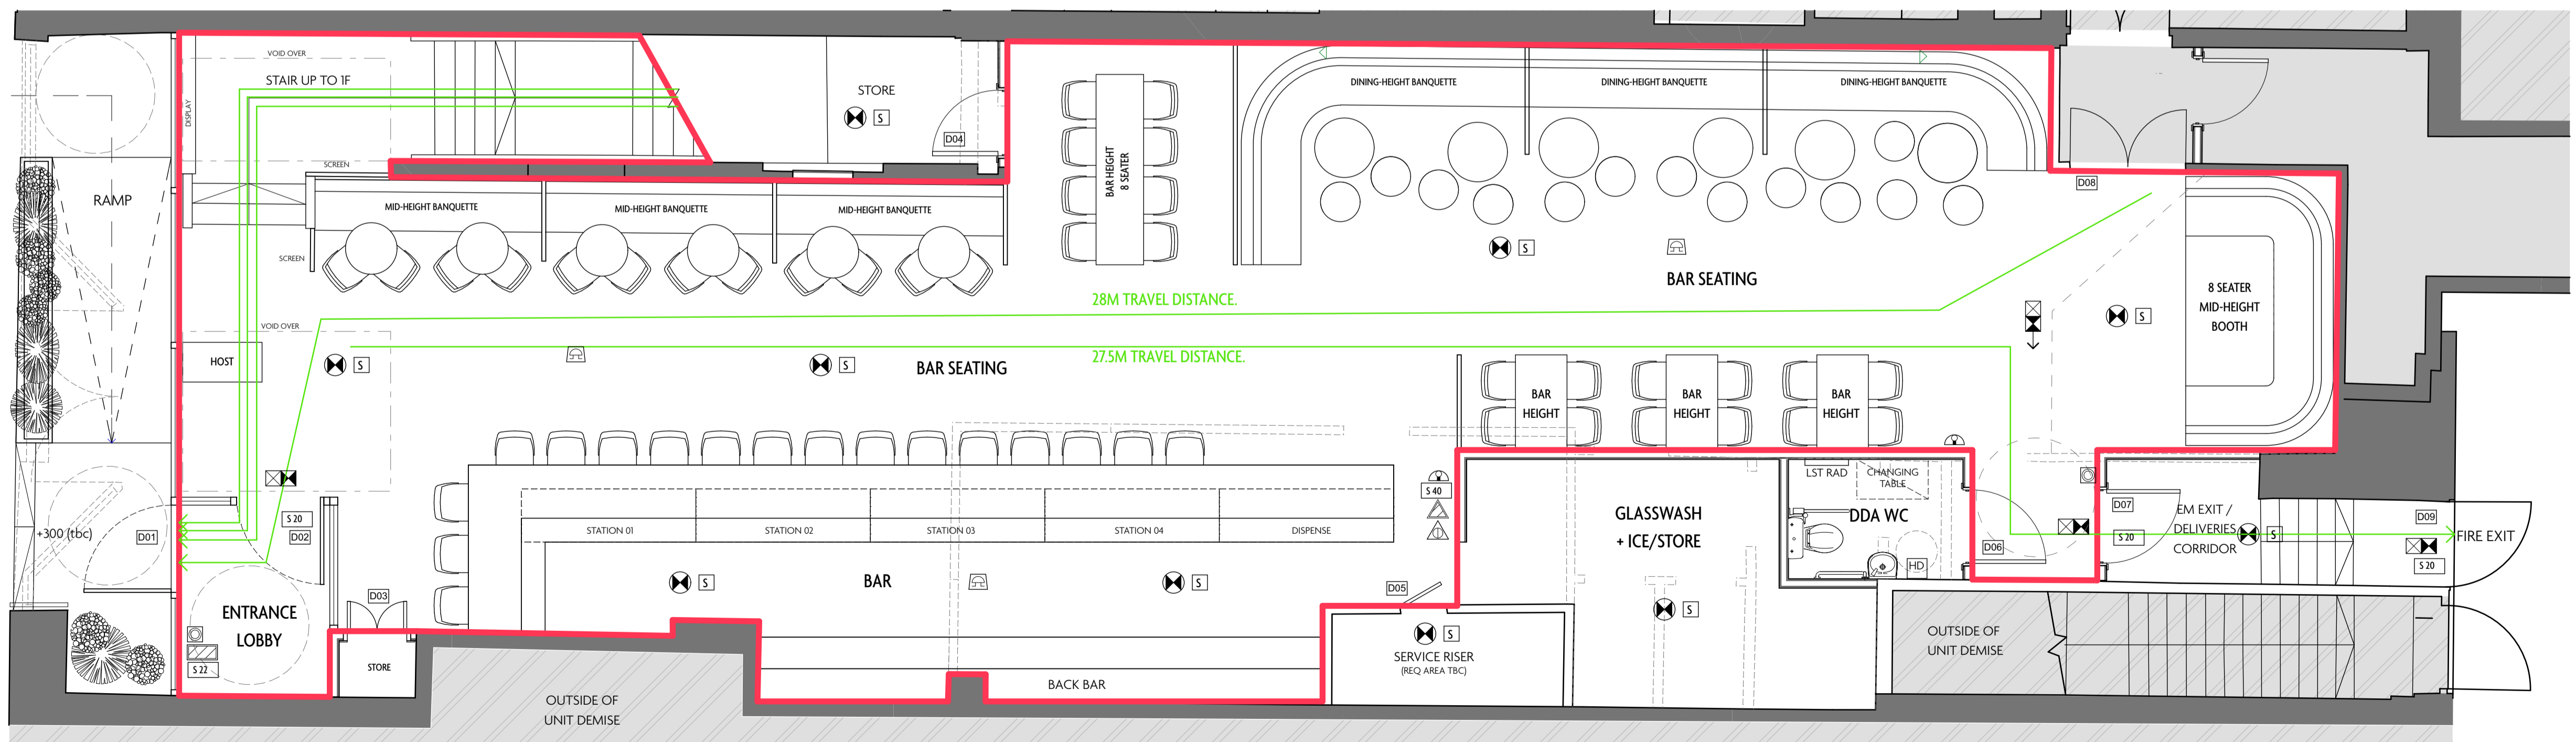 VOID OVER
STAIR UP TO 1F
DISPLAY
SCREEN
STORE
S
D04
RAMP
MID-HEIGHT BANQUETTE
MID-HEIGHT BANQUETTE
MID-HEIGHT BANQUETTE
SCREEN
BAR HEIGHT
8 SEATER
DINING-HEIGHT BANQUETTE
DINING-HEIGHT BANQUETTE
DINING-HEIGHT BANQUETTE
D08
S
BAR SEATING
8 SEATER
MID-HEIGHT
BOOTH
S
28M TRAVEL DISTANCE.
27.5M TRAVEL DISTANCE.
VOID OVER
HOST
S
S
BAR SEATING
BAR
HEIGHT
BAR
HEIGHT
BAR
HEIGHT
+300 (tbc)
D01
S 20
D02
STATION 01
STATION 02
STATION 03
STATION 04
DISPENSE
S 40
GLASSWASH
+ ICE/STORE
LST RAD
CHANGING
TABLE
DDA WC
HD
D06
D07
S 20
EM EXIT /
DELIVERIES
CORRIDOR
S
D09
FIRE EXIT
S 20
S
BAR
S
D05
S
D03
ENTRANCE
LOBBY
S 22
STORE
S
SERVICE RISER
(REQ AREA TBC)
OUTSIDE OF
UNIT DEMISE
BACK BAR
OUTSIDE OF
UNIT DEMISE